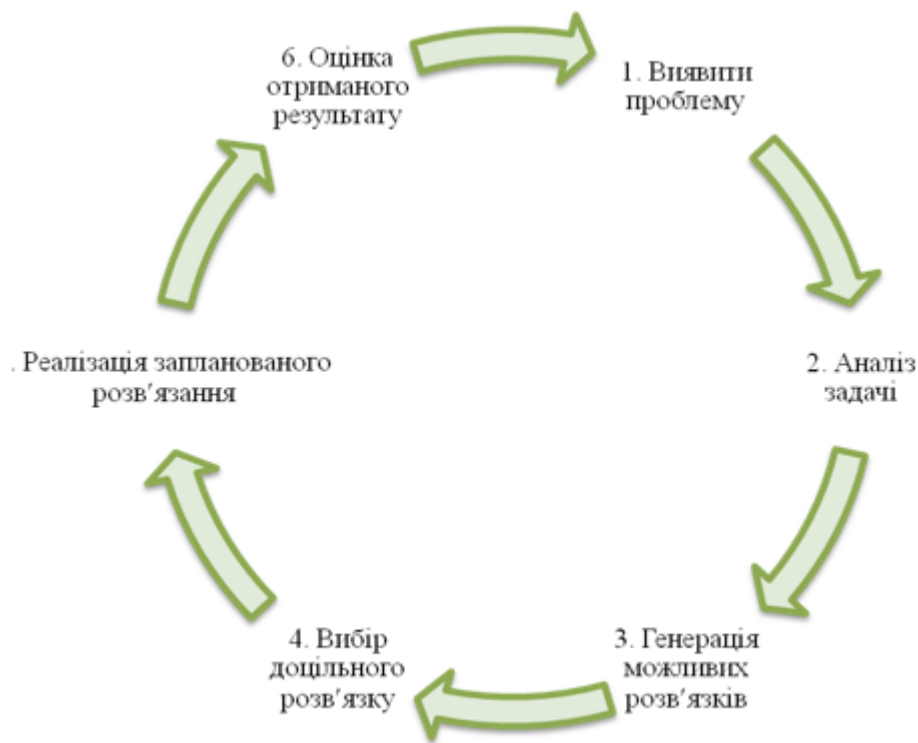 1. Виявити
проблему
2. Аналіз
задачі
3. Генерація
можливих
розв'язків
4. Вибір
доцільного
розв'язку
. Реалізація запланованого
розв'язання
6. Оцінка
отриманого
результату